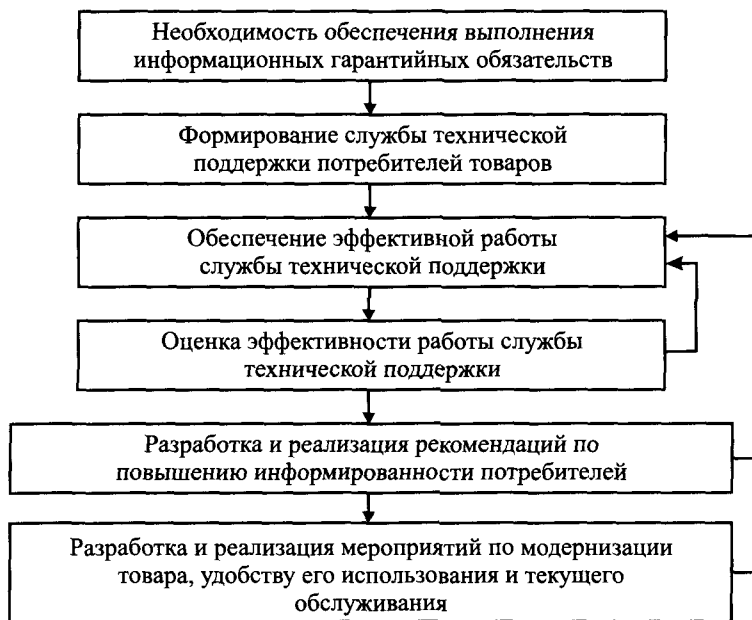 Необходимость обеспечения выполнения
информационных гарантийных обязательств
Формирование службы технической
поддержки потребителей товаров
Обеспечение эффективной работы
службы технической поддержки
Оценка эффективности работы службы
технической поддержки
Разработка и реализация рекомендаций по
повышению информированности потребителей
Разработка и реализация мероприятий по модернизации
товара, удобству его использования и текущего
обслуживания